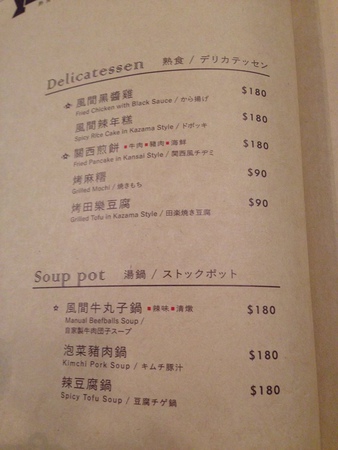 Delicatessen 熟食 / デリカテッセン
✿ 風間黑醬雞 $180
Fried Chicken with Black Sauce / から揚げ
風間辣年糕 $180
Spicy Rice Cake in Kazama Style / ドポッキ
✿ 關西煎餅 ■牛肉■豬肉■海鮮 $180
Fried Pancake in Kansai Style / 関西風チヂミ
烤麻糬 $90
Grilled Mochi / 焼きもち
烤田樂豆腐 $90
Grilled Tofu in Kazama Style / 田楽焼き豆腐
Soup pot 湯鍋 / ストックポット
✿ 風間牛丸子鍋 ■辣味■清燉 $180
Manual Beefballs Soup /
自家製牛肉団子スープ
泡菜豬肉鍋 $180
Kimchi Pork Soup / キムチ豚汁
辣豆腐鍋 $180
Spicy Tofu Soup / 豆腐チゲ鍋